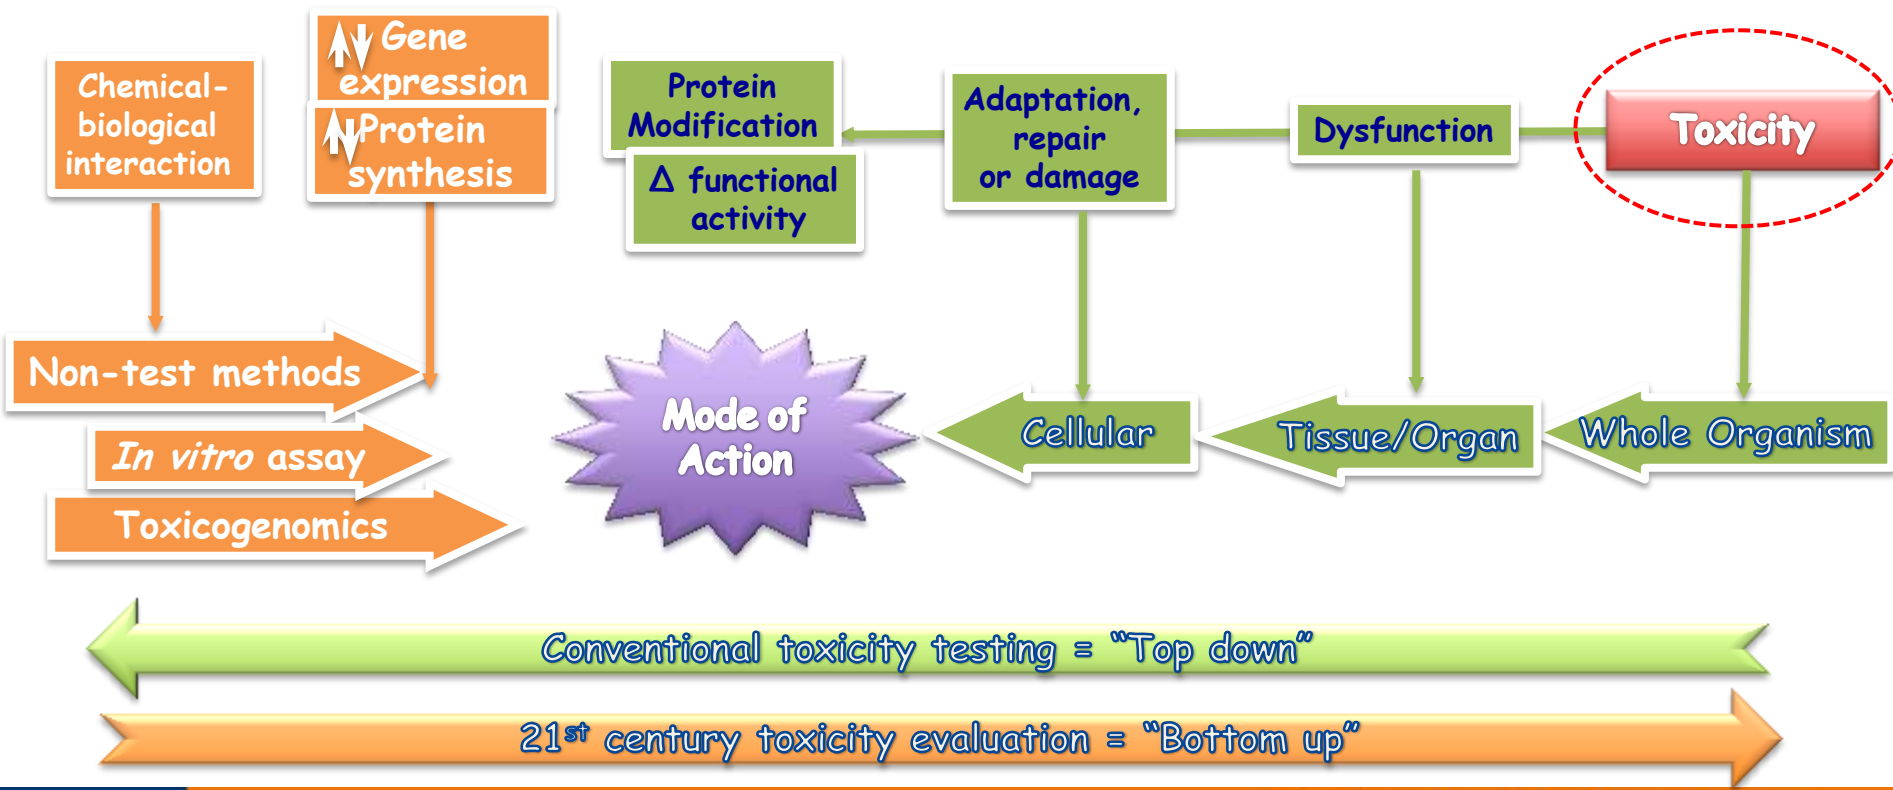 Chemical-
biological
interaction
Gene
expression
Protein
synthesis
Protein
Modification
Δ functional
activity
Adaptation,
repair
or damage
Dysfunction
Toxicity
Non-test methods
In vitro assay
Toxicogenomics
Mode of
Action
Cellular
Tissue/Organ
Whole Organism
Conventional toxicity testing = “Top down”
21st century toxicity evaluation = “Bottom up”